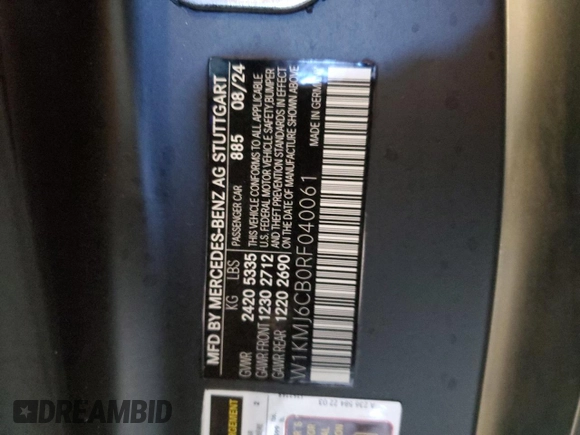 MFD BY MERCEDES-BENZ AG STUTTGART
PASSENGER CAR 885 08/24
KG LBS
GVWR 2420 5335
GAWR FRONT 1230 2712
GAWR REAR 1220 2690
THIS VEHICLE CONFORMS TO ALL APPLICABLE
U.S. FEDERAL MOTOR VEHICLE SAFETY,BUMPER
AND THEFT PREVENTION STANDARDS IN EFFECT
ON THE DATE OF MANUFACTURE SHOWN ABOVE
MADE IN GERMANY
W1KMJ6CB0RF040061
DREAMBID